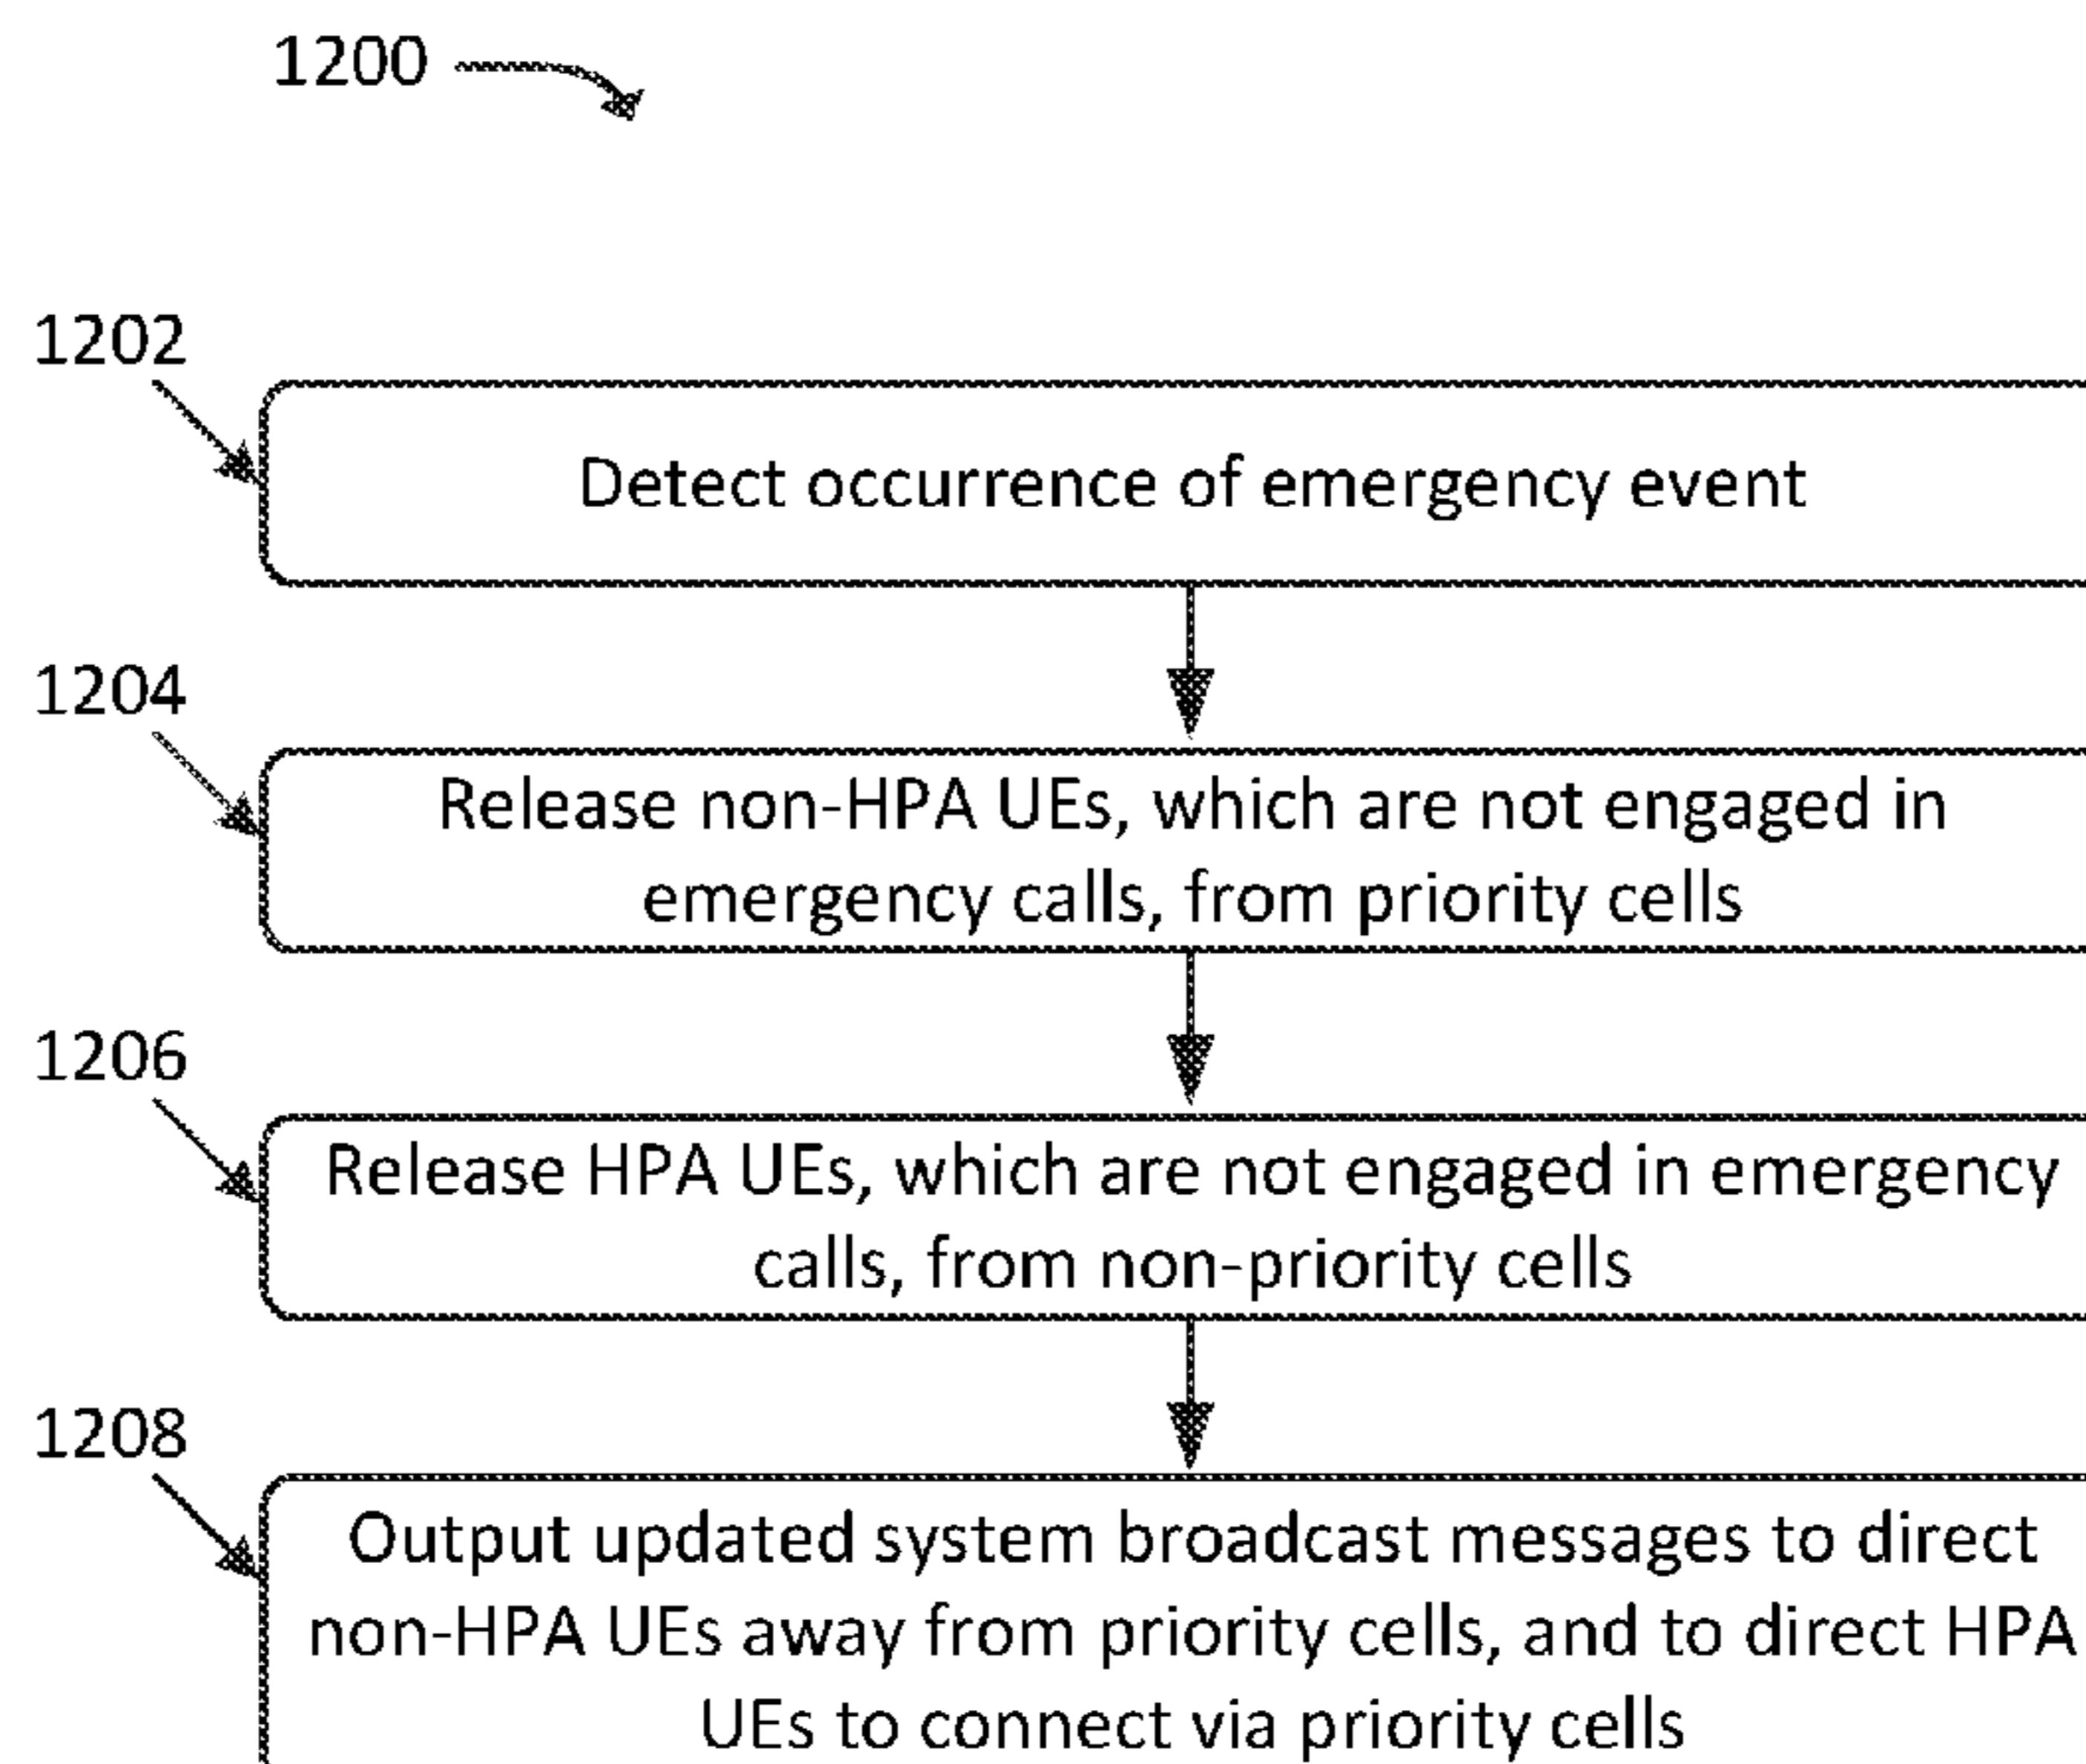 1200
1202
Detect occurrence of emergency event
1204
Release non-HPA UEs, which are not engaged in
emergency calls, from priority cells
1206
Release HPA UEs, which are not engaged in emergency
calls, from non-priority cells
1208
Output updated system broadcast messages to direct
non-HPA UEs away from priority cells, and to direct HPA
UEs to connect via priority cells